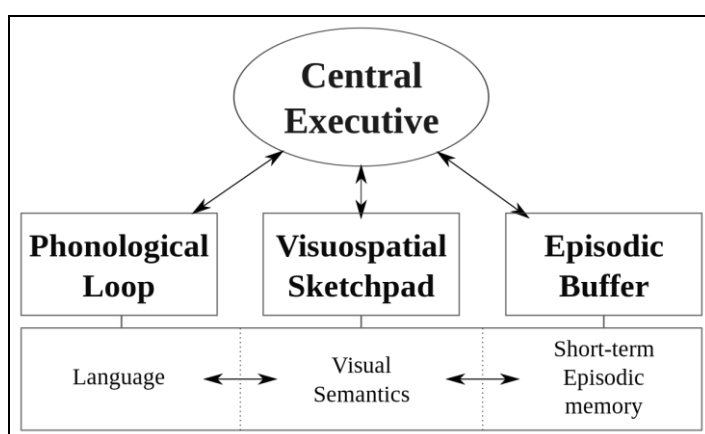 Central
Executive
Phonological
Loop
Visuospatial
Sketchpad
Episodic
Buffer
Language
Visual
Semantics
Short-term
Episodic
memory